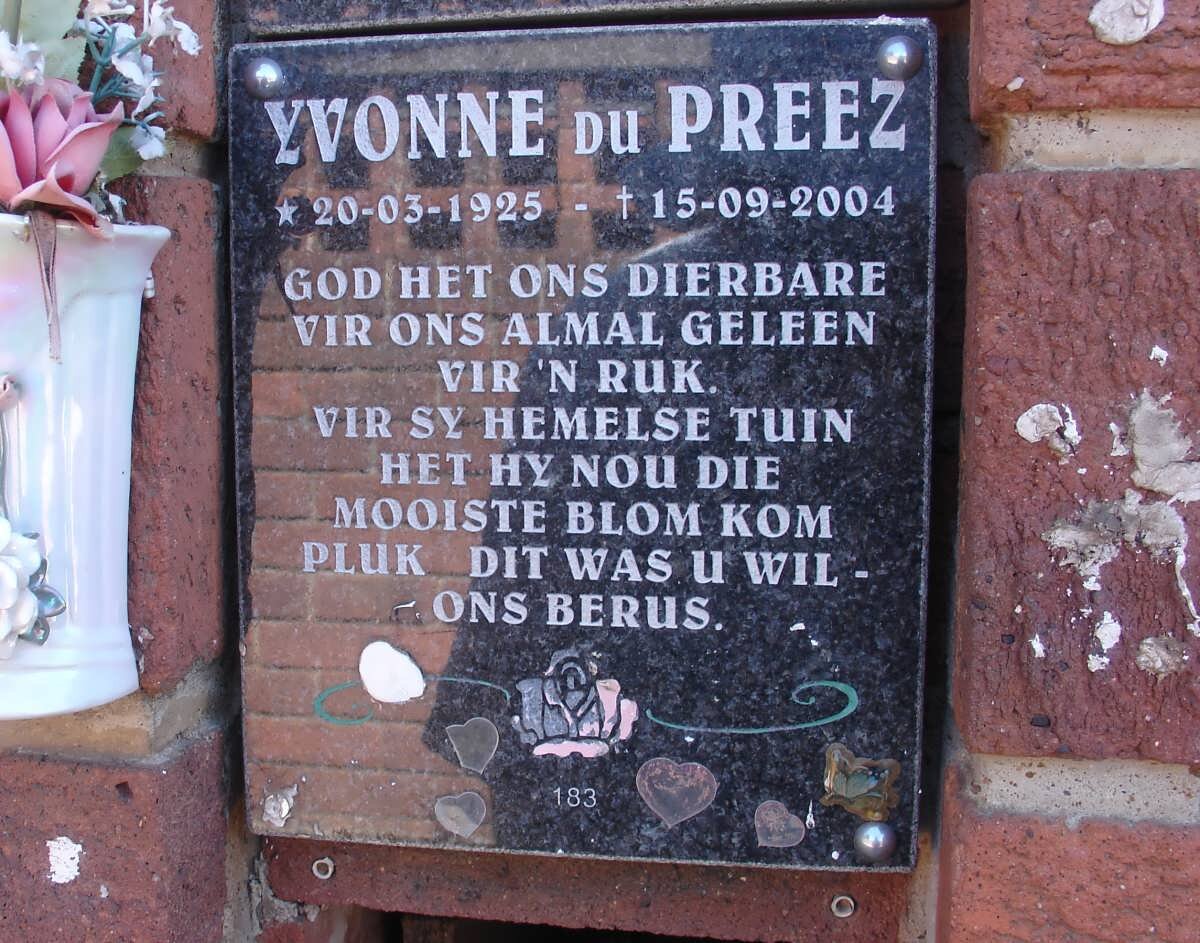 YVONNE DU PREEZ
★ 20-03-1925 - † 15-09-2004
GOD HET ONS DIERBARE
VIR ONS ALMAL GELEEN
VIR 'N RUK.
VIR SY HEMELSE TUIN
HET HY NOU DIE
MOOISTE BLOM KOM
PLUK DIT WAS U WIL -
ONS BERUS.
183